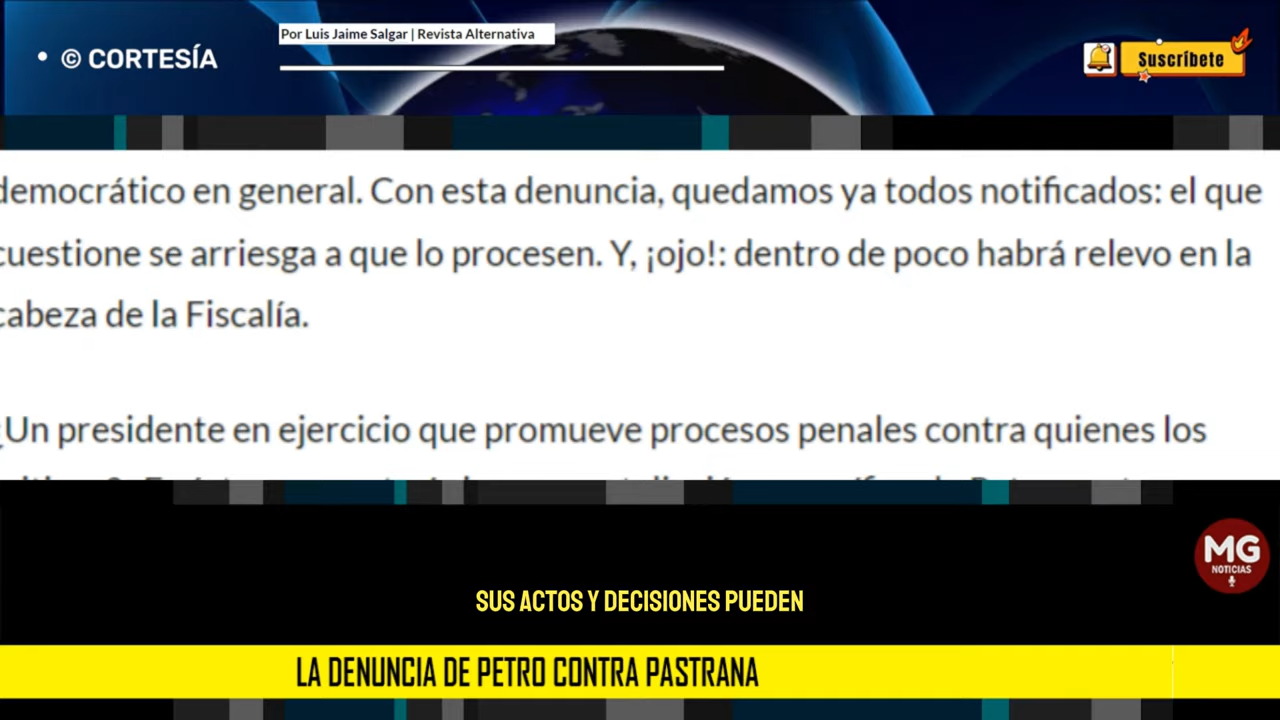 • © CORTESÍA
Por Luis Jaime Salgar | Revista Alternativa
Suscríbete
democrático en general. Con esta denuncia, quedamos ya todos notificados: el que
cuestione se arriesga a que lo procesen. Y, ¡ojo!: dentro de poco habrá relevo en la
cabeza de la Fiscalía.
¿Un presidente en ejercicio que promueve procesos penales contra quienes los
MG
NOTICIAS
SUS ACTOS Y DECISIONES PUEDEN
LA DENUNCIA DE PETRO CONTRA PASTRANA